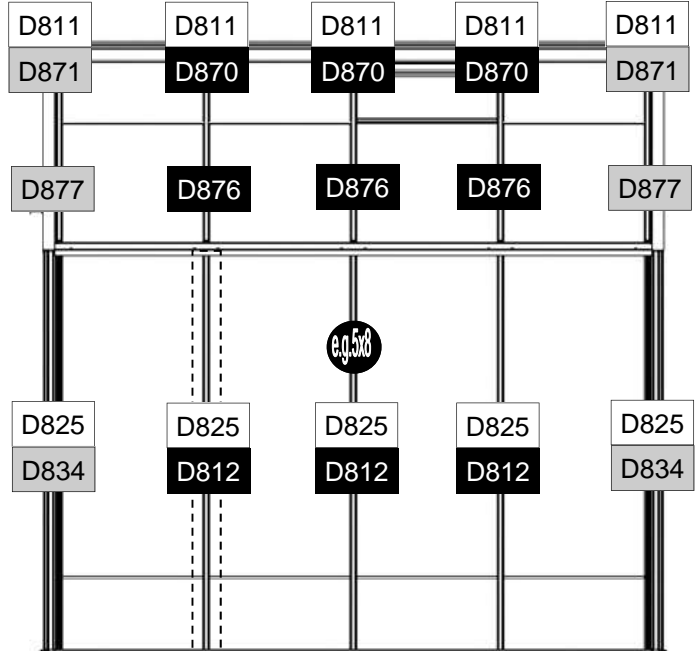 D811 D811 D811 D811 D811
D871 D870 D870 D870 D871
D877 D876 D876 D876 D877
e.g.5x8
D825 D825 D825 D825 D825
D834 D812 D812 D812 D834